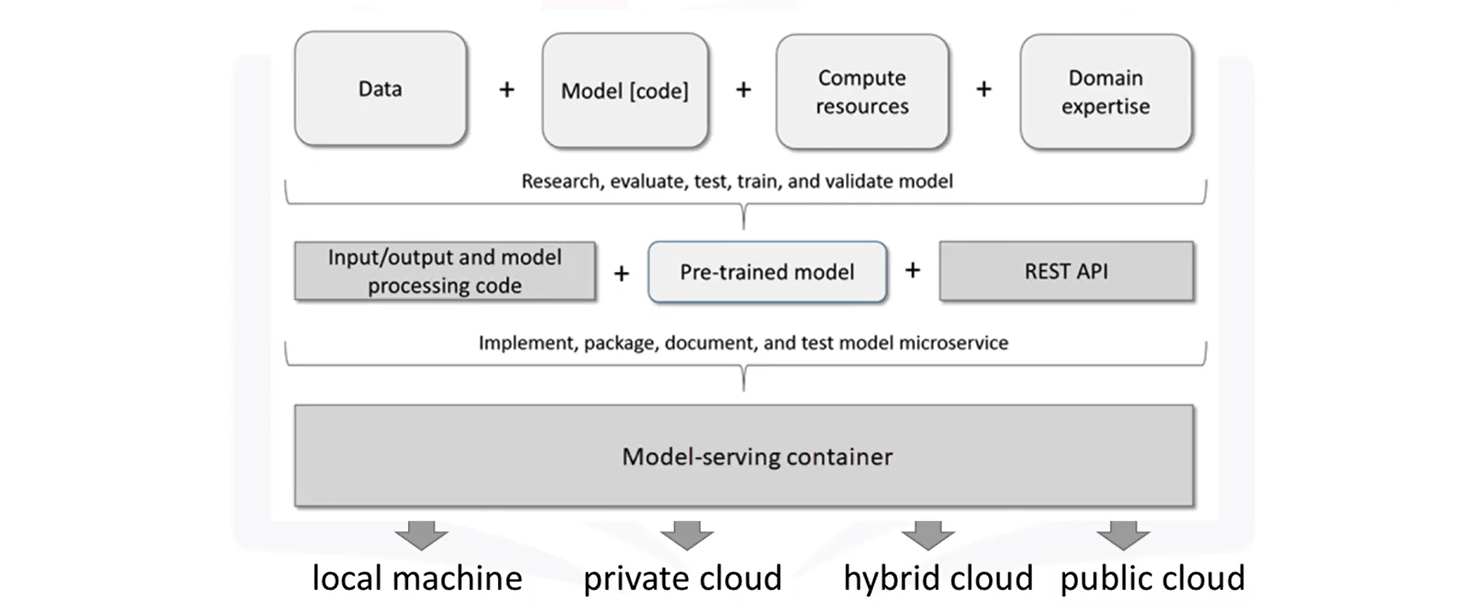 Data + Model [code] + Compute resources + Domain expertise
Research, evaluate, test, train, and validate model
Input/output and model processing code + Pre-trained model + REST API
Implement, package, document, and test model microservice
Model-serving container
local machine private cloud hybrid cloud public cloud